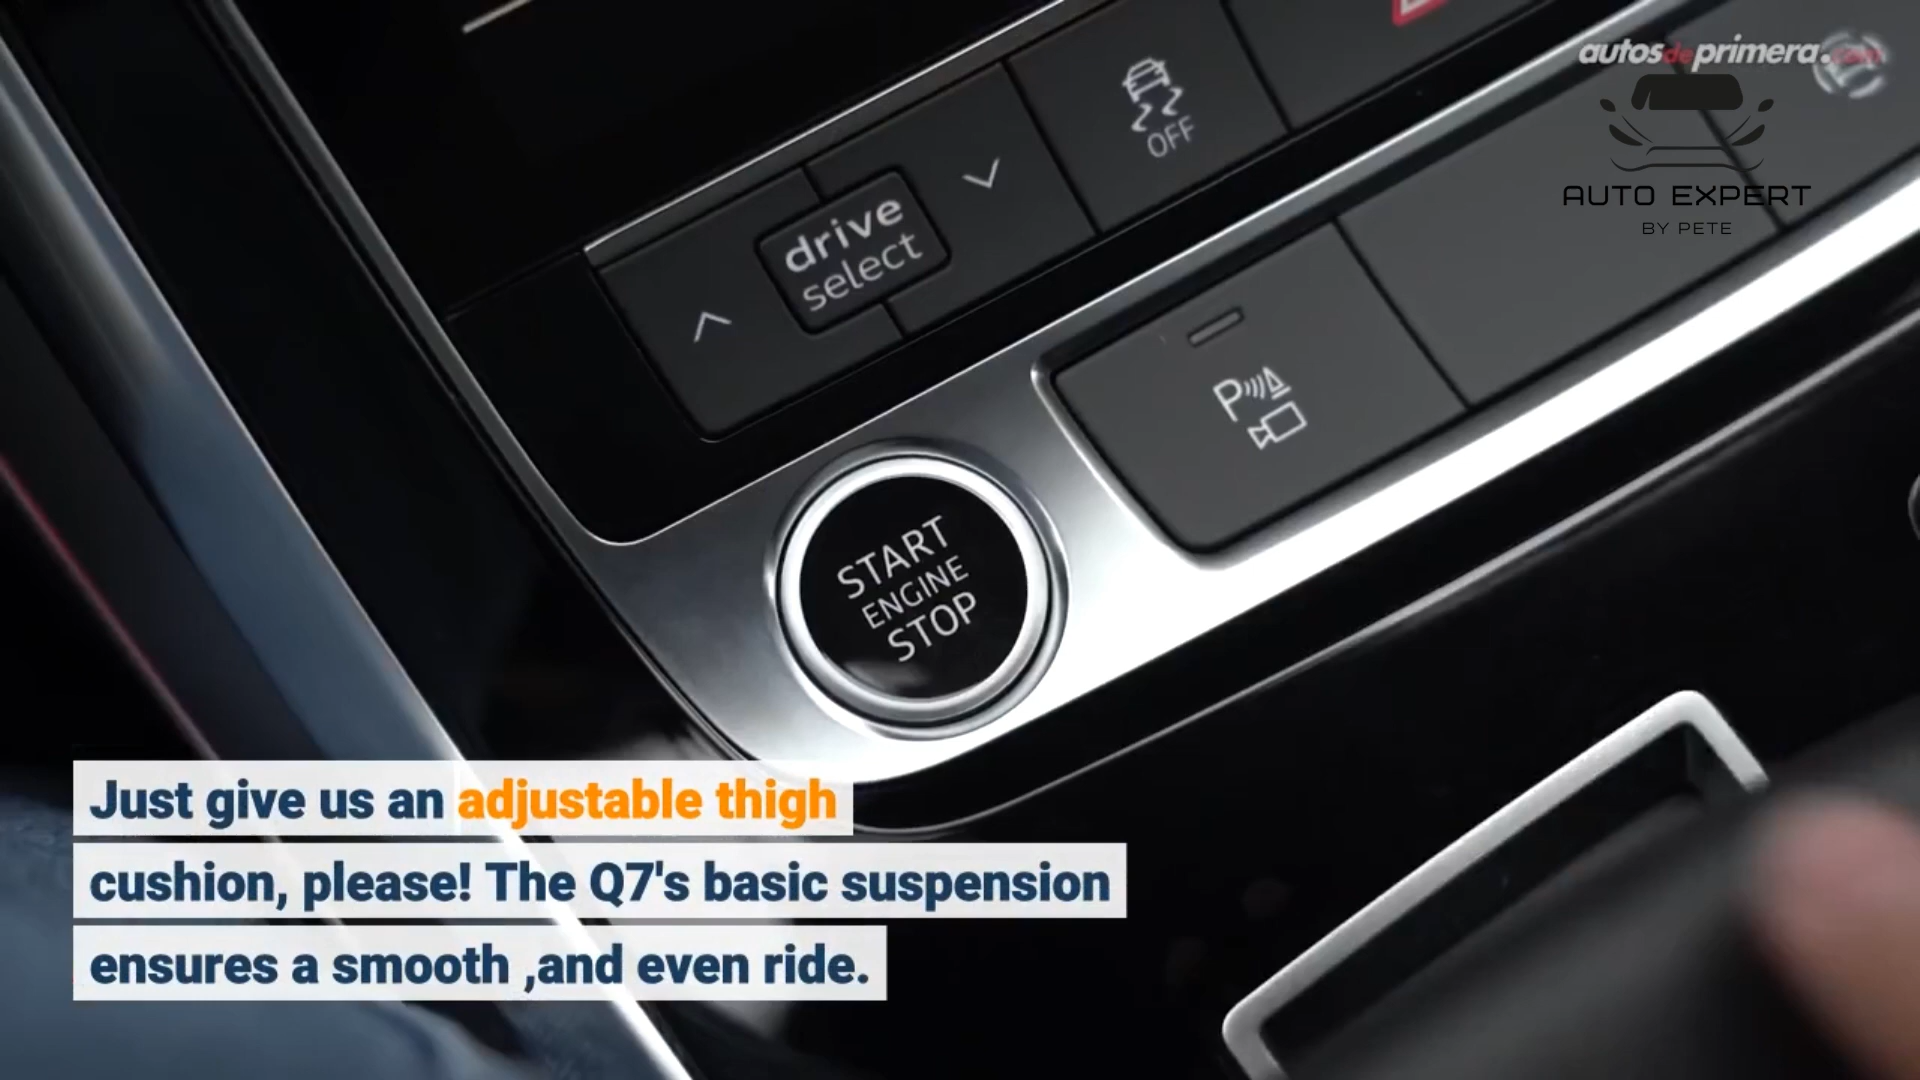 autosdeprimera.com
AUTO EXPERT
BY PETE
OFF
drive
select
P
START
ENGINE
STOP
Just give us an adjustable thigh
cushion, please! The Q7's basic suspension
ensures a smooth ,and even ride.